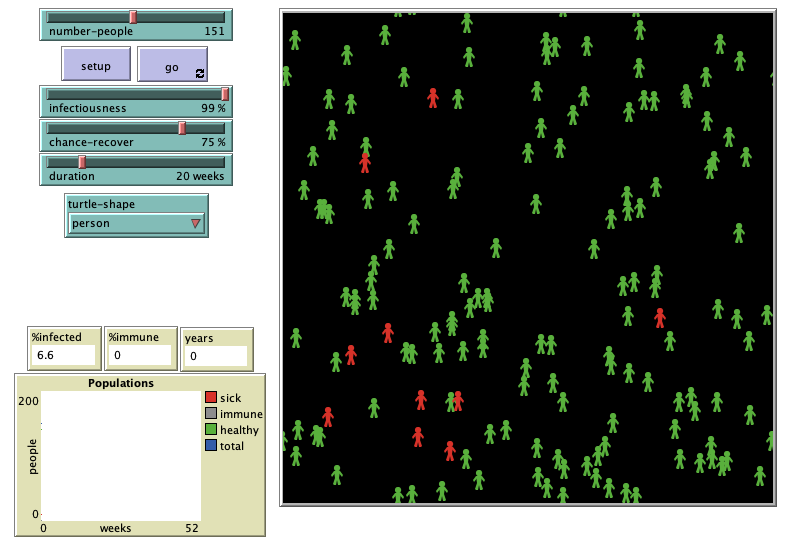 number-people 151
setup
go
infectiousness 99 %
chance-recover 75 %
duration 20 weeks
turtle-shape
person
%infected
6.6
%immune
0
years
0
Populations
200
people
0
0
weeks
52
sick
immune
healthy
total